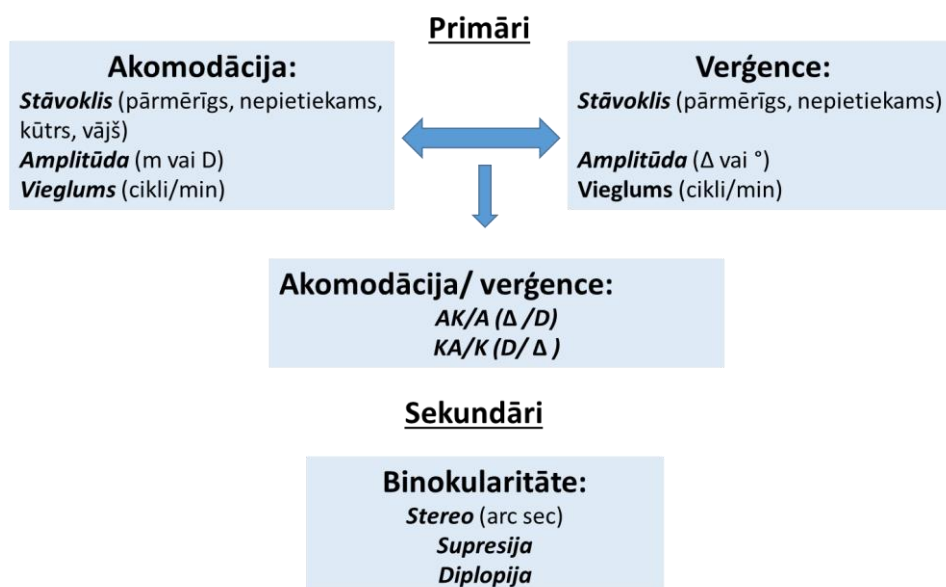 Primāri
Akomodācija:
Stāvoklis (pārmērīgs, nepietiekams,
kūtrs, vājš)
Amplitūda (m vai D)
Vieglums (cikli/min)
Verģence:
Stāvoklis (pārmērīgs, nepietiekams)
Amplitūda (Δ vai °)
Vieglums (cikli/min)
Akomodācija/ verģence:
AK/A (Δ /D)
KA/K (D/ Δ )
Sekundāri
Binokularitāte:
Stereo (arc sec)
Supresija
Diplopija